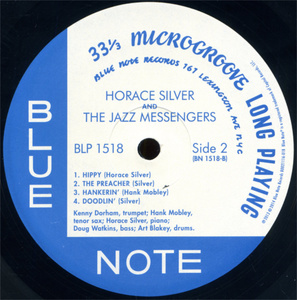 33⅓ MICROGROOVE LONG PLAYING
BLUE NOTE RECORDS 767 LEXINGTON AVE NYC
HORACE SILVER
AND
THE JAZZ MESSENGERS
BLP 1518
Side 2
(BN 1518-B)
1. HIPPY (Horace Silver)
2. THE PREACHER (Silver)
3. HANKERIN' (Hank Mobley)
4. DOODLIN' (Silver)
Kenny Dorham, trumpet; Hank Mobley,
tenor sax; Horace Silver, piano;
Doug Watkins, bass; Art Blakey, drums.
BLUE
NOTE